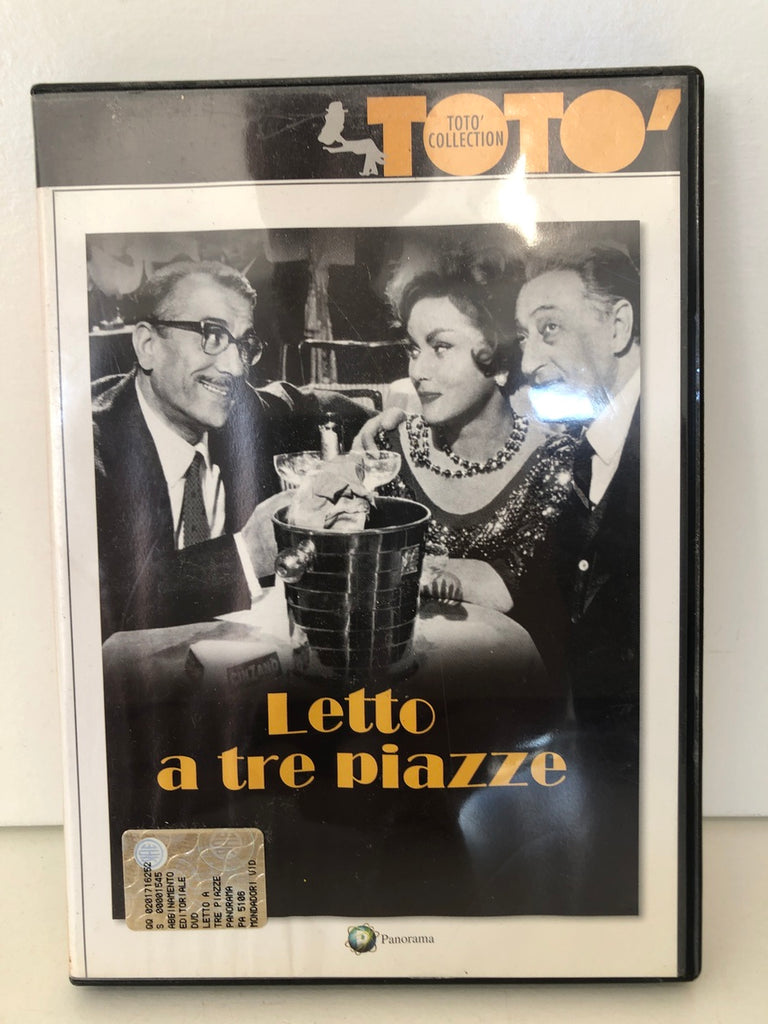 TOTO'
TOTO'
COLLECTION
CINZANO
Letto
a tre piazze
QQ 0201716252
S 00001545
ABBINAMENTO
EDITORIALE
DVD
LETTO A
TRE PIAZZE
PANORAMA
PA 5106
MONDADORI VID
Panorama